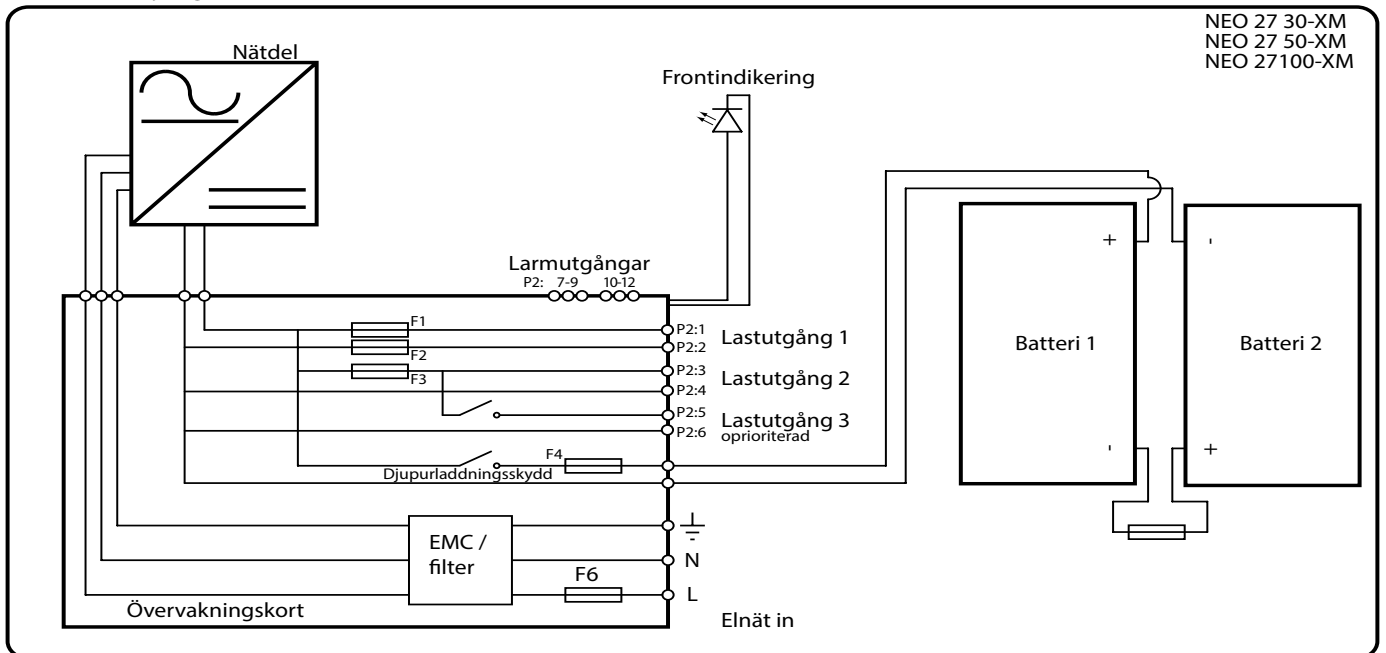 NEO 27 30-XM
NEO 27 50-XM
NEO 27100-XM
Nätdel
Frontindikering
Larmutgångar
P2: 7-9 10-12
F1
P2:1
Lastutgång 1
F2
P2:2
F3
P2:3
Lastutgång 2
P2:4
P2:5
Lastutgång 3
oprioriterad
P2:6
F4
Djupurladdningsskydd
+
-
Batteri 1
Batteri 2
-
+
EMC /
filter
N
F6
L
Övervakningskort
Elnät in